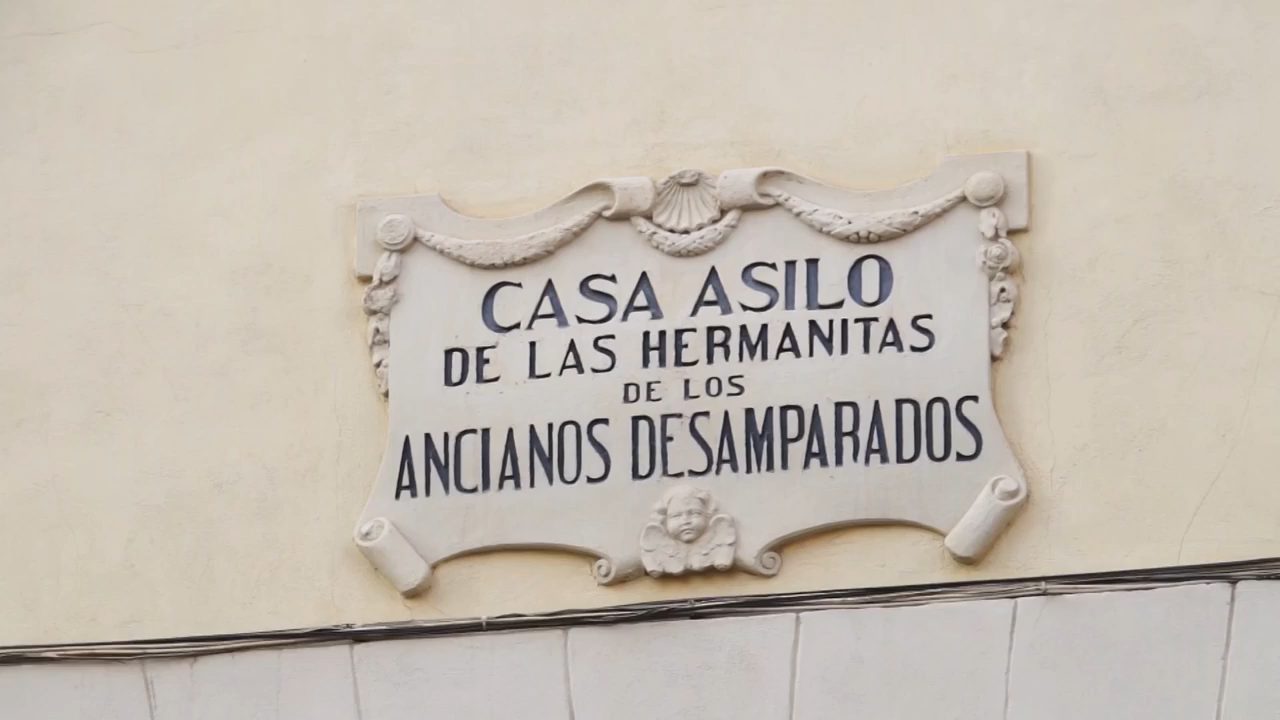 CASA ASILO
DE LAS HERMANITAS
DE LOS
ANCIANOS DESAMPARADOS